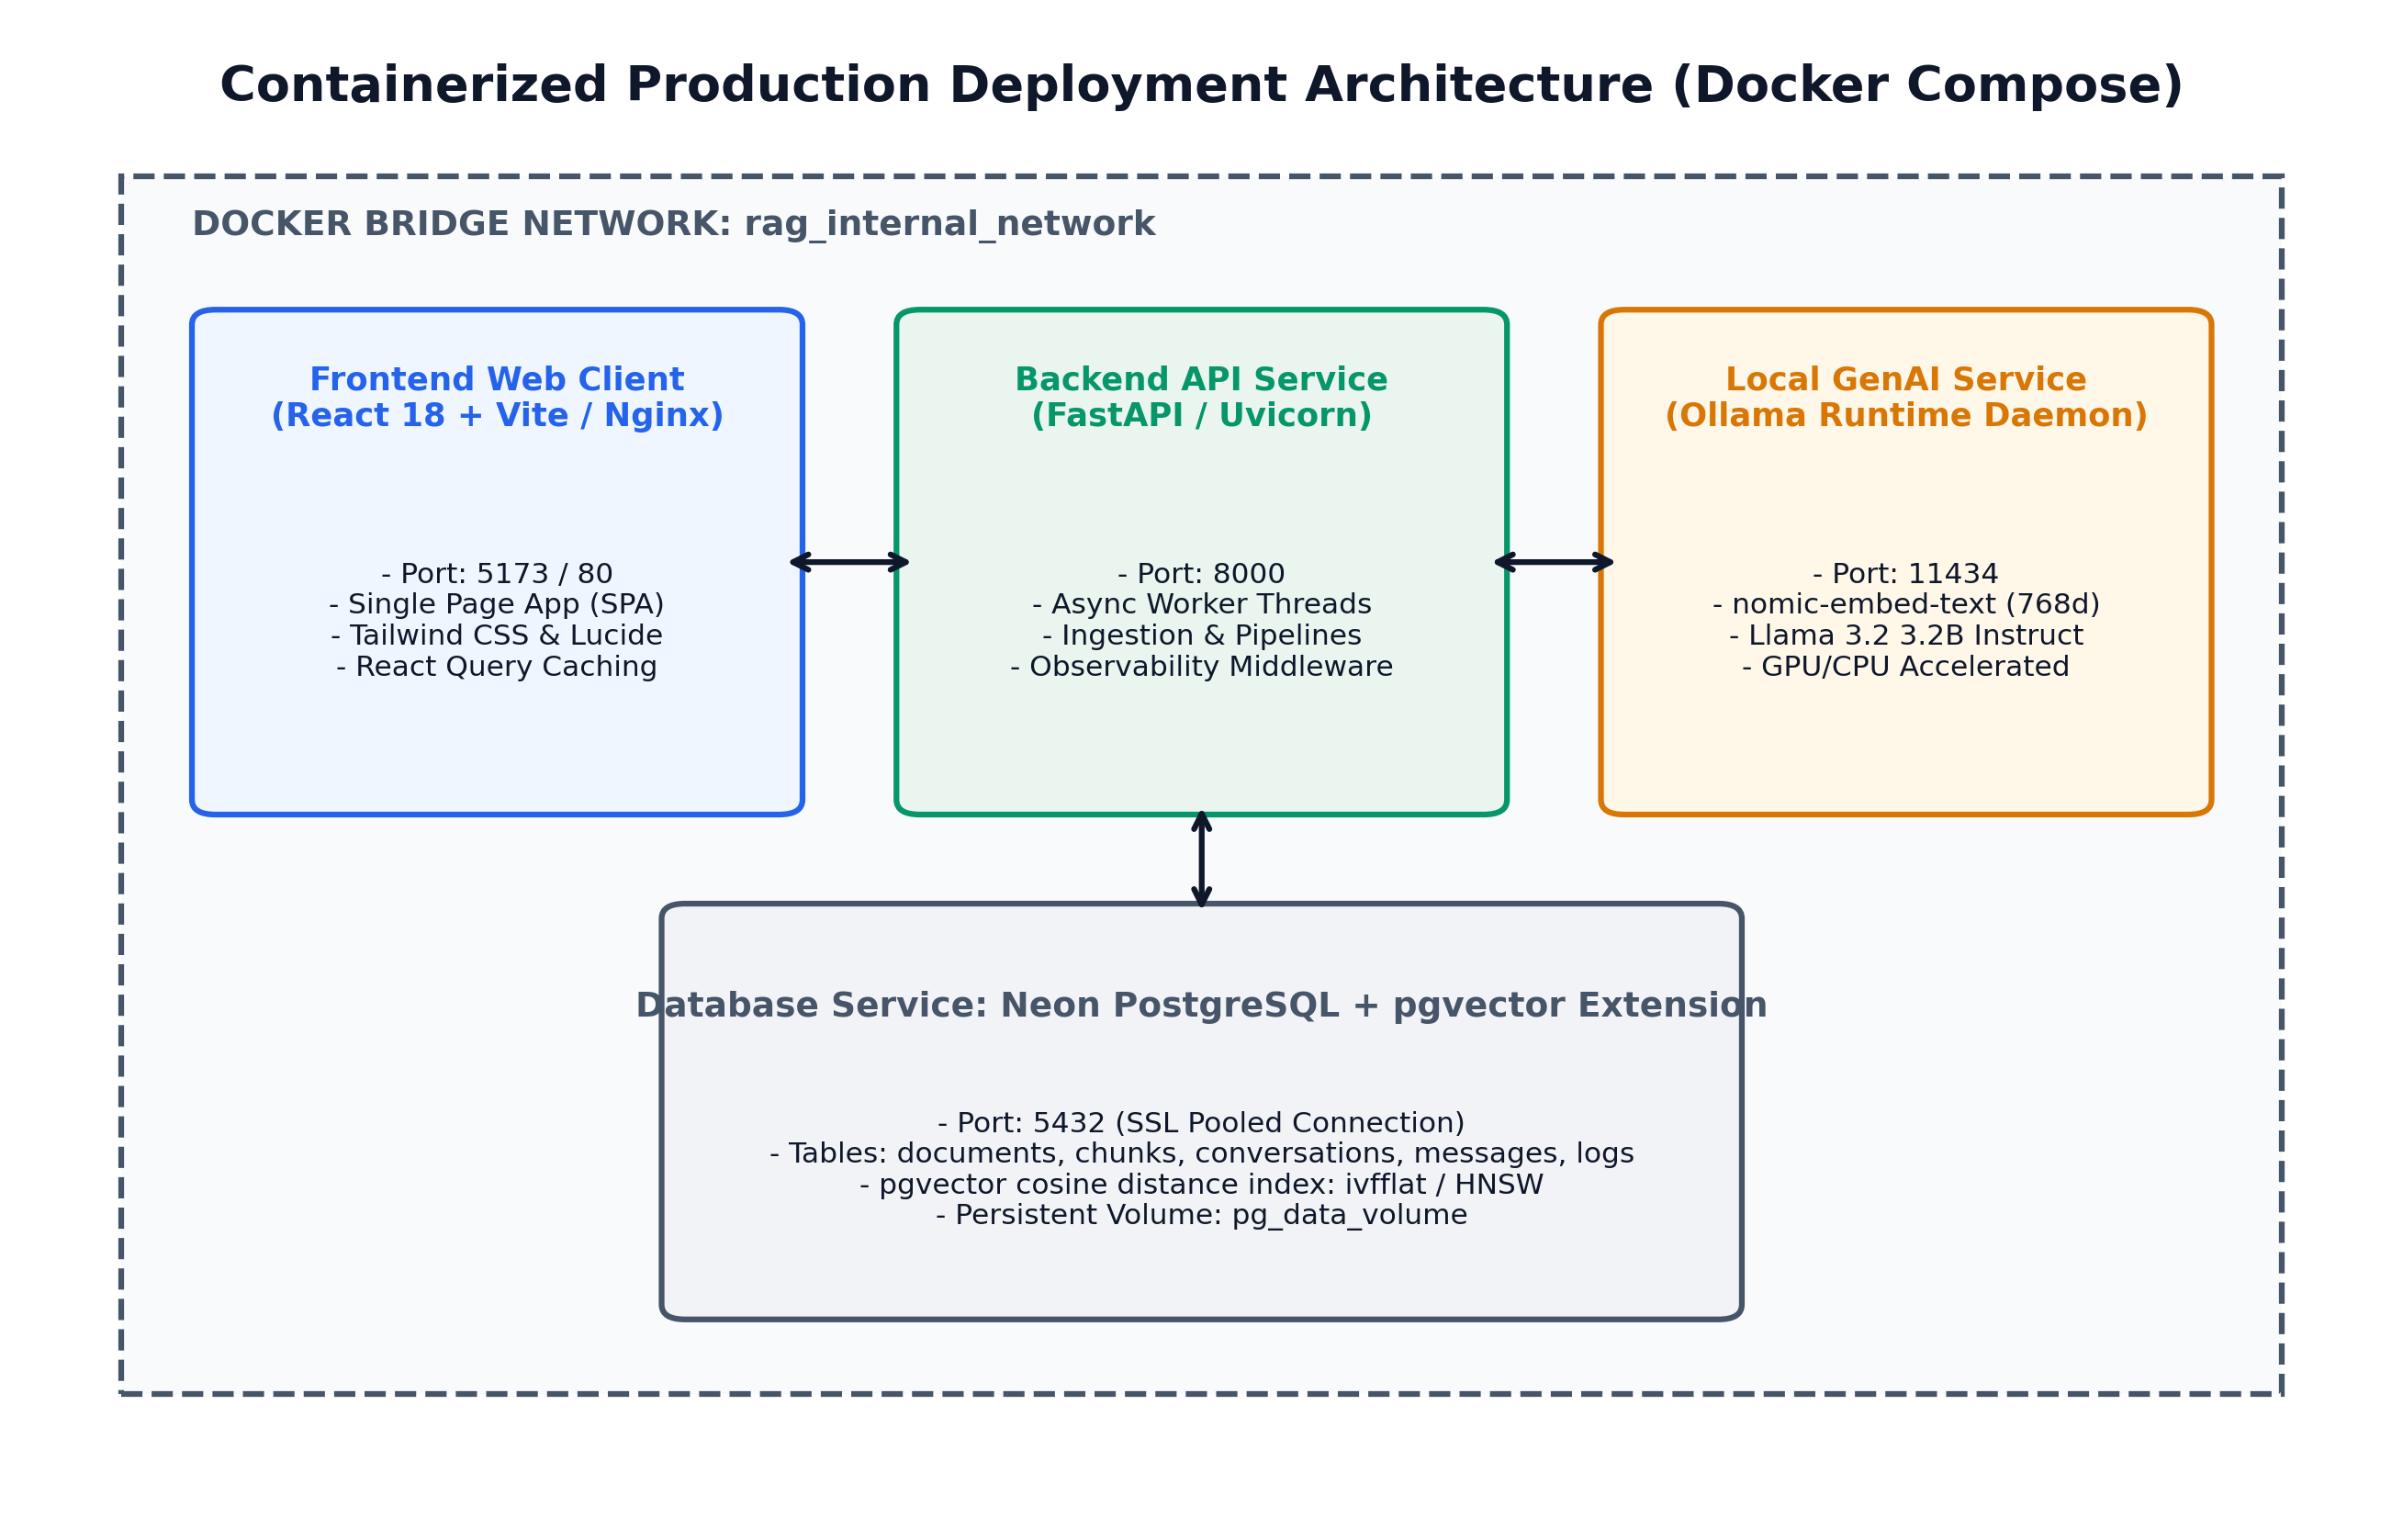 Containerized Production Deployment Architecture (Docker Compose)
DOCKER BRIDGE NETWORK: rag_internal_network
Frontend Web Client
(React 18 + Vite / Nginx)
- Port: 5173 / 80
- Single Page App (SPA)
- Tailwind CSS & Lucide
- React Query Caching
Backend API Service
(FastAPI / Uvicorn)
- Port: 8000
- Async Worker Threads
- Ingestion & Pipelines
- Observability Middleware
Local GenAI Service
(Ollama Runtime Daemon)
- Port: 11434
- nomic-embed-text (768d)
- Llama 3.2 3.2B Instruct
- GPU/CPU Accelerated
Database Service: Neon PostgreSQL + pgvector Extension
- Port: 5432 (SSL Pooled Connection)
- Tables: documents, chunks, conversations, messages, logs
- pgvector cosine distance index: ivfflat / HNSW
- Persistent Volume: pg_data_volume